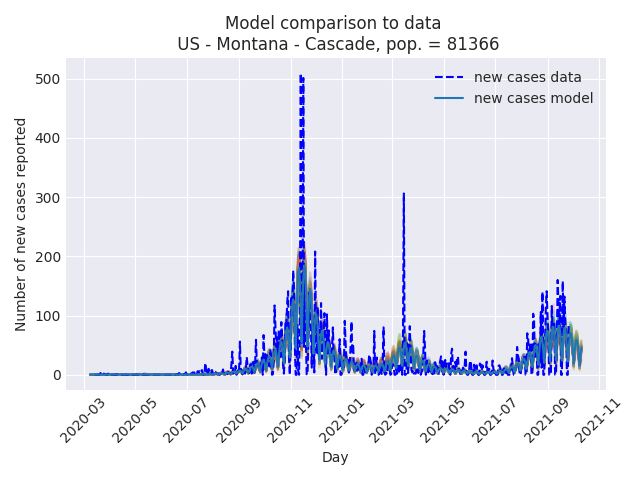 Model comparison to data
US - Montana - Cascade, pop. = 81366
new cases data
new cases model
Number of new cases reported
500
400
300
200
100
0
2020-03
2020-05
2020-07
2020-09
2020-11
2021-01
2021-03
2021-05
2021-07
2021-09
2021-11
Day